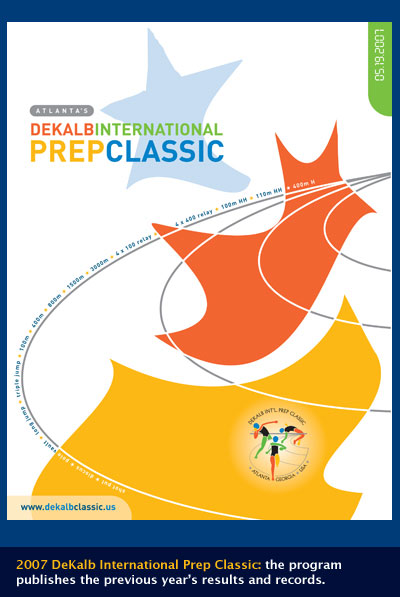 05.19.2007
ATLANTA'S
DEKALBINTERNATIONAL
PREPCLASSIC
shot put • discus • pole vault • long jump • triple jump • 100m • 400m • 800m • 1500m • 3000m • 4 x 100 relay • 4 x 400 relay • 100m HH • 110m HH • 400m H
DEKALB INT'L PREP CLASSIC
ATLANTA GEORGIA USA
www.dekalbclassic.us
2007 DeKalb International Prep Classic: the program
publishes the previous year's results and records.